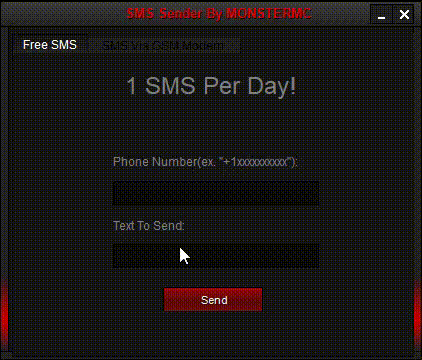 SMS Sender By MONSTERMC
Free SMS
SMS Via GSM Modem
1 SMS Per Day!
Phone Number(ex. "+1xxxxxxxxxx"):
Text To Send:
Send